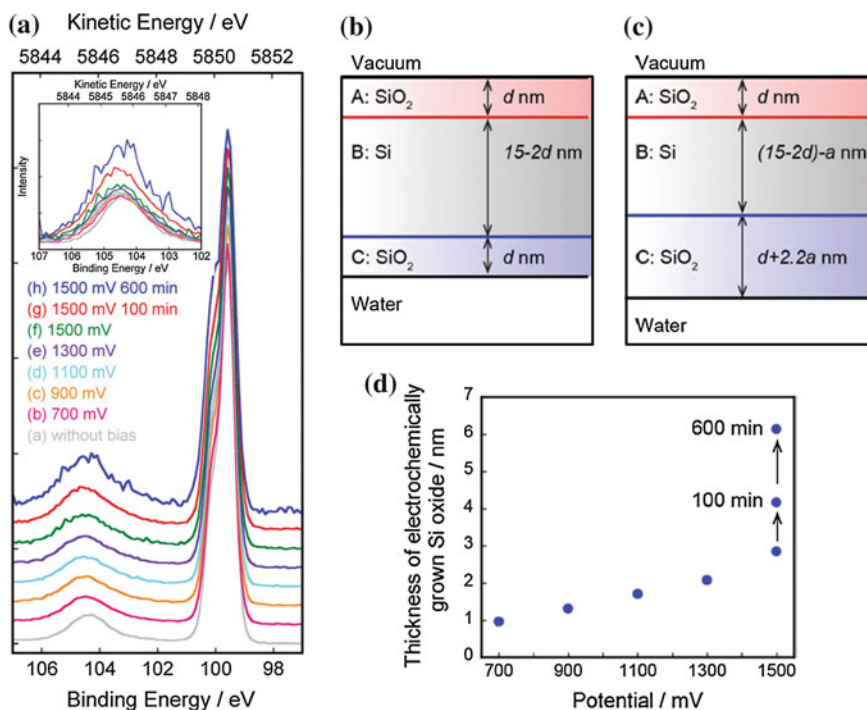 (a)
Kinetic Energy / eV
5844 5846 5848 5850 5852
Kinetic Energy / eV
5844 5845 5846 5847 5848
Intensity
107 106 105 104 103 102
Binding Energy / eV
(h) 1500 mV 600 min
(g) 1500 mV 100 min
(f) 1500 mV
(e) 1300 mV
(d) 1100 mV
(c) 900 mV
(b) 700 mV
(a) without bias
106 104 102 100 98
Binding Energy / eV
(b)
Vacuum
A: SiO2 d nm
B: Si 15-2d nm
C: SiO2 d nm
Water
(c)
Vacuum
A: SiO2 d nm
B: Si (15-2d)-a nm
C: SiO2 d+2.2a nm
Water
(d)
Thickness of electrochemically
grown Si oxide / nm
7
6
5
4
3
2
1
0
600 min
100 min
700 900 1100 1300 1500
Potential / mV